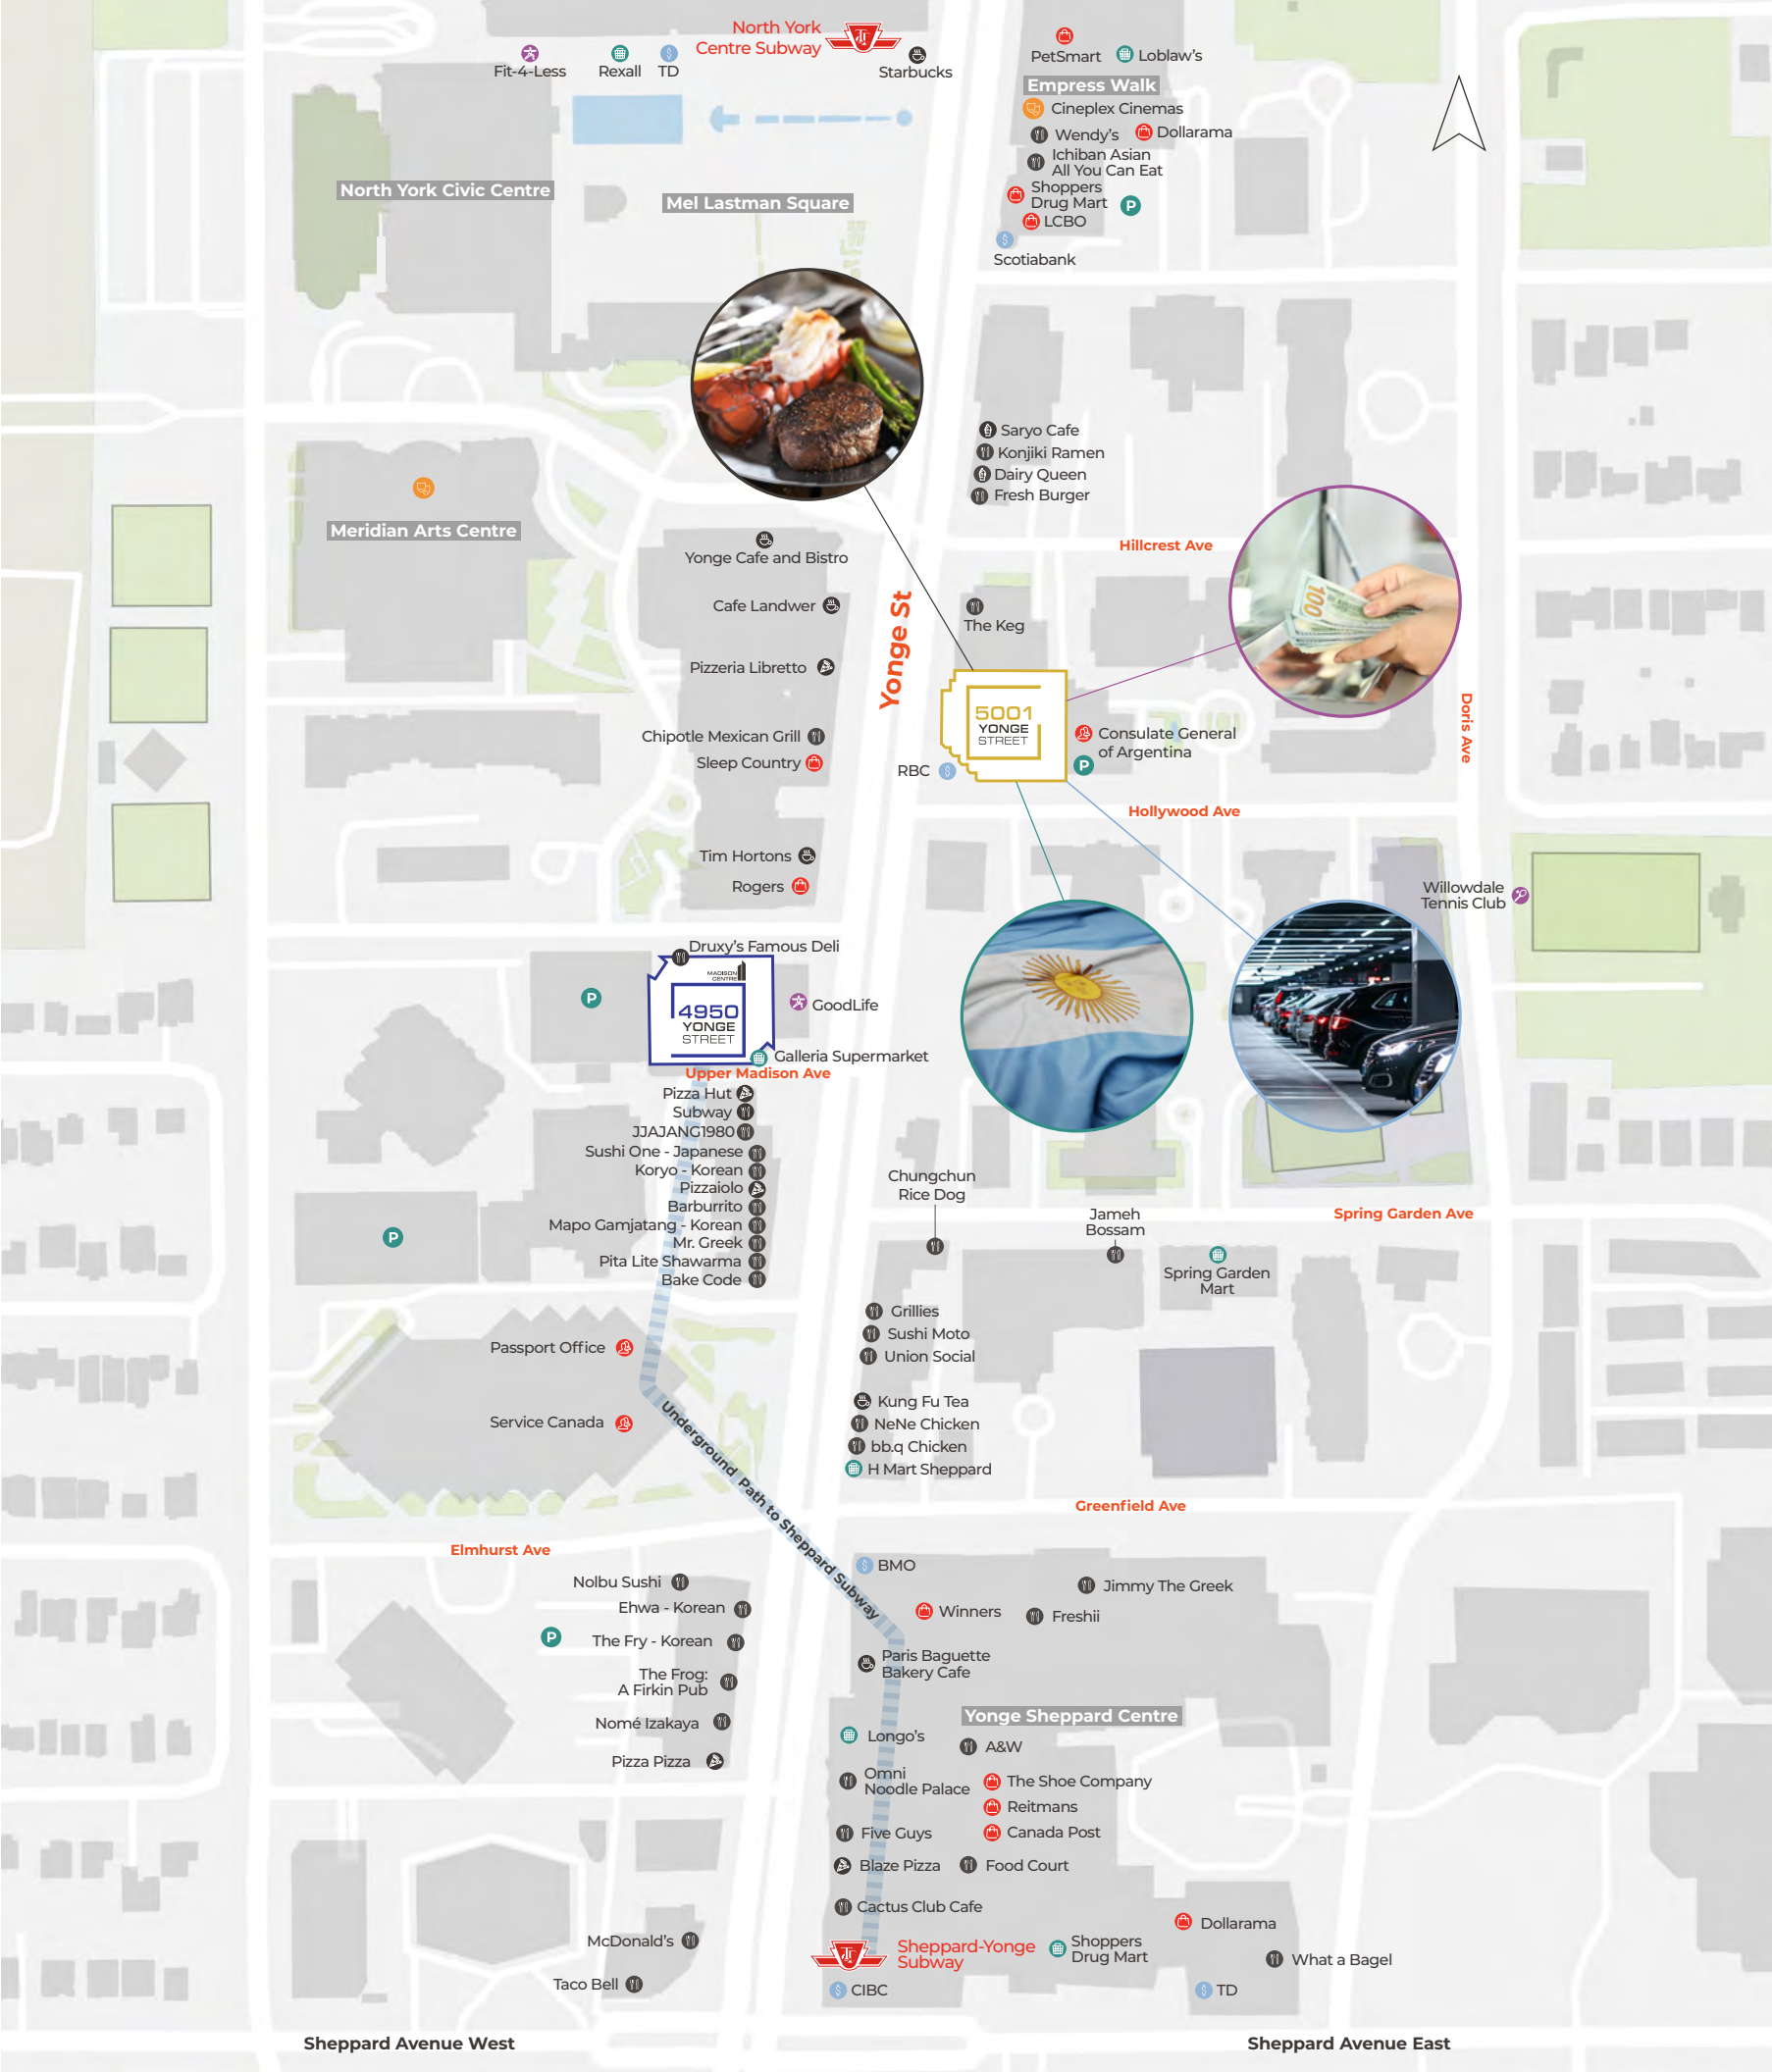 North York
Centre Subway
Fit-4-Less
Rexall
TD
Starbucks
PetSmart
Loblaw's
Empress Walk
Cineplex Cinemas
Wendy's
Dollarama
Ichiban Asian
All You Can Eat
Shoppers
Drug Mart
P
LCBO
Scotiabank
North York Civic Centre
Mel Lastman Square
Saryo Cafe
Konjiki Ramen
Dairy Queen
Fresh Burger
Meridian Arts Centre
Hillcrest Ave
Yonge Cafe and Bistro
Cafe Landwer
Pizzeria Libretto
Yonge St
The Keg
100
Doris Ave
5001
YONGE
STREET
Chipotle Mexican Grill
Sleep Country
RBC
Consulate General
of Argentina
P
Hollywood Ave
Tim Hortons
Rogers
Willowdale
Tennis Club
Druxy's Famous Deli
MADISON
CENTRE
4950
YONGE
STREET
P
GoodLife
Galleria Supermarket
Upper Madison Ave
Pizza Hut
Subway
JJAJANG1980
Sushi One - Japanese
Koryo - Korean
Pizzaiolo
Barburrito
Mapo Gamjatang - Korean
Mr. Greek
Pita Lite Shawarma
Bake Code
P
Chungchun
Rice Dog
Jameh
Bossam
Spring Garden Ave
Spring Garden
Mart
Grillies
Sushi Moto
Union Social
Passport Office
Service Canada
Kung Fu Tea
NeNe Chicken
bb.q Chicken
H Mart Sheppard
Underground Path to Sheppard Subway
Greenfield Ave
Elmhurst Ave
Nolbu Sushi
Ehwa - Korean
P
The Fry - Korean
The Frog:
A Firkin Pub
Nomé Izakaya
Pizza Pizza
BMO
Winners
Jimmy The Greek
Freshii
Paris Baguette
Bakery Cafe
Yonge Sheppard Centre
Longo's
A&W
Omni
Noodle Palace
The Shoe Company
Reitmans
Five Guys
Canada Post
Blaze Pizza
Food Court
Cactus Club Cafe
Dollarama
McDonald's
Sheppard-Yonge
Subway
Shoppers
Drug Mart
What a Bagel
Taco Bell
CIBC
TD
Sheppard Avenue West
Sheppard Avenue East